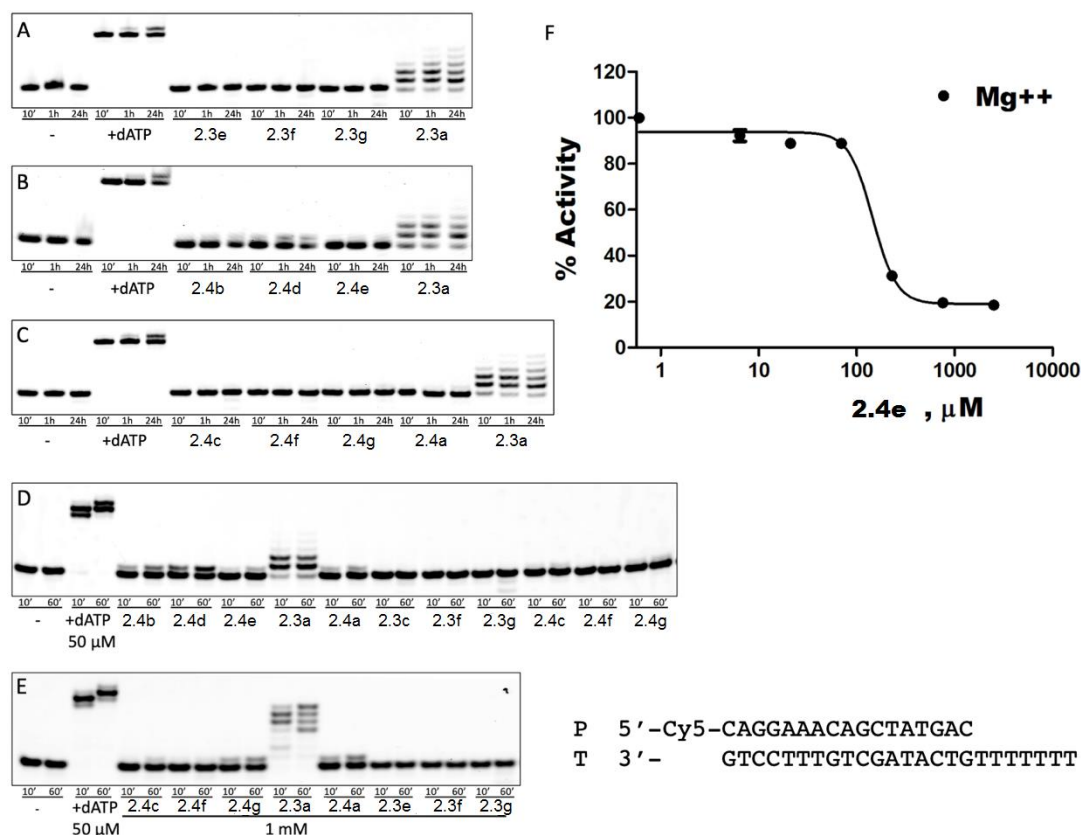 A
10' 1h 24h 10' 1h 24h 10' 1h 24h 10' 1h 24h 10' 1h 24h 10' 1h 24h
- +dATP 2.3e 2.3f 2.3g 2.3a
B
10' 1h 24h 10' 1h 24h 10' 1h 24h 10' 1h 24h 10' 1h 24h 10' 1h 24h
- +dATP 2.4b 2.4d 2.4e 2.3a
C
10' 1h 24h 10' 1h 24h 10' 1h 24h 10' 1h 24h 10' 1h 24h 10' 1h 24h 10' 1h 24h
- +dATP 2.4c 2.4f 2.4g 2.4a 2.3a
D
10' 60' 10' 60' 10' 60' 10' 60' 10' 60' 10' 60' 10' 60' 10' 60' 10' 60' 10' 60' 10' 60' 10' 60' 10' 60'
- +dATP 2.4b 2.4d 2.4e 2.3a 2.4a 2.3c 2.3f 2.3g 2.4c 2.4f 2.4g
50 μM
E
10' 60' 10' 60' 10' 60' 10' 60' 10' 60' 10' 60' 10' 60' 10' 60' 10' 60' 10' 60'
- +dATP 2.4c 2.4f 2.4g 2.3a 2.4a 2.3e 2.3f 2.3g
50 μM 1 mM
F
120
100
80
60
40
20
0
% Activity
Mg++
1 10 100 1000 10000
2.4e , μM
P 5′-Cy5-CAGGAAACAGCTATGAC
T 3′- GTCCTTTGTCGATACTGTTTTTTT